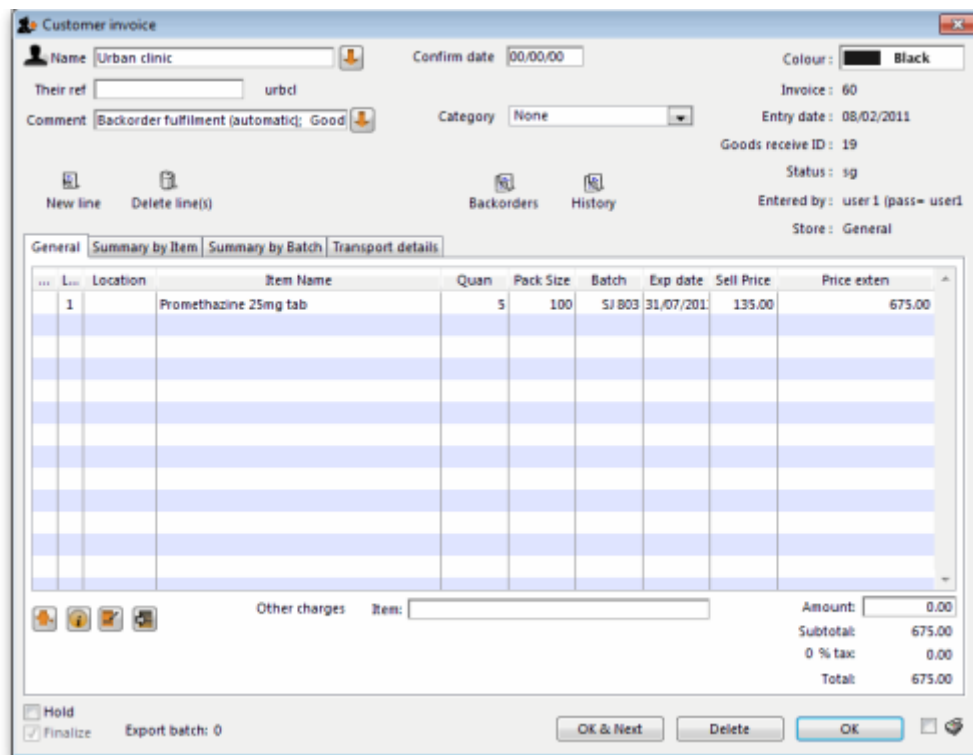 Customer invoice
Name Urban clinic Confirm date 00/00/00 Colour: Black
Their ref urbcl Invoice: 60
Comment Backorder fulfilment (automatic); Good Category None Entry date: 08/02/2011
Goods receive ID: 19
Status: sg
New line Delete line(s) Backorders History Entered by: user 1 (pass= user1
Store: General
General Summary by Item Summary by Batch Transport details
... L... Location Item Name Quan Pack Size Batch Exp date Sell Price Price exten
1 Promethazine 25mg tab 5 100 SJ803 31/07/201 135.00 675.00
Other charges Item: Amount: 0.00
Subtotal: 675.00
0 % tax: 0.00
Total: 675.00
Hold
Finalize Export batch: 0 OK & Next Delete OK